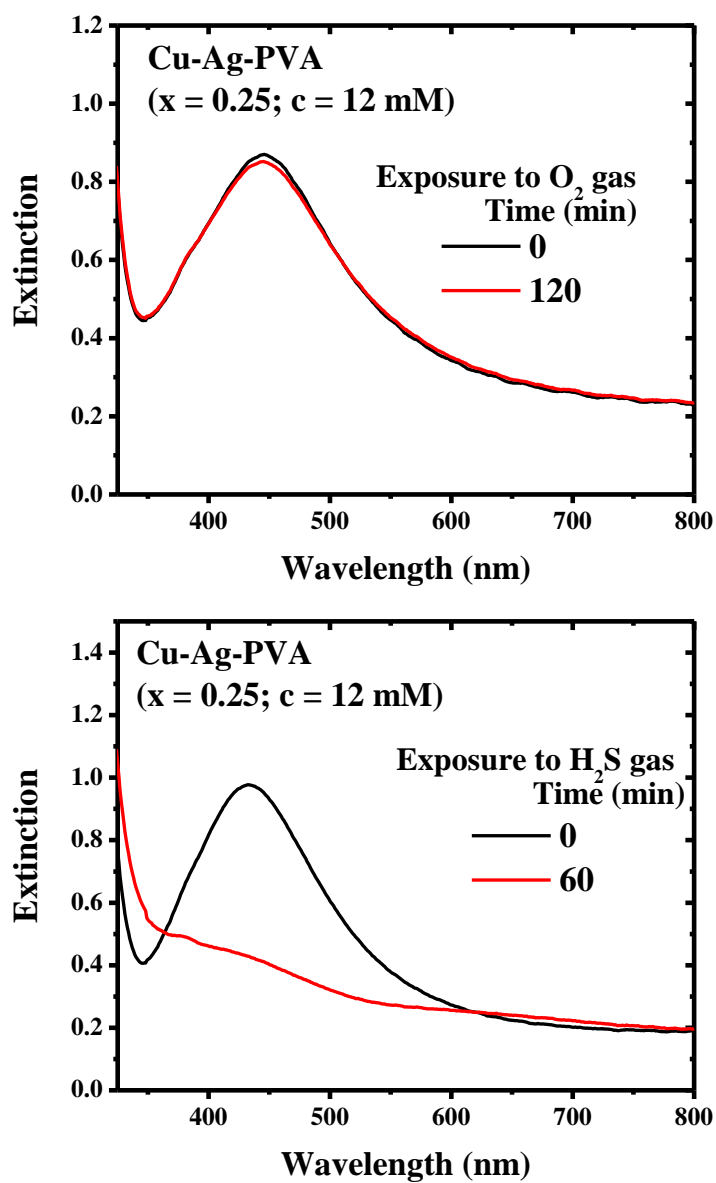 Cu-Ag-PVA
(x = 0.25; c = 12 mM)
Exposure to O₂ gas
Time (min)
0
120
Extinction
1.2
1.0
0.8
0.6
0.4
0.2
0.0
400
500
600
700
800
Wavelength (nm)
Cu-Ag-PVA
(x = 0.25; c = 12 mM)
Exposure to H₂S gas
Time (min)
0
60
Extinction
1.4
1.2
1.0
0.8
0.6
0.4
0.2
0.0
400
500
600
700
800
Wavelength (nm)